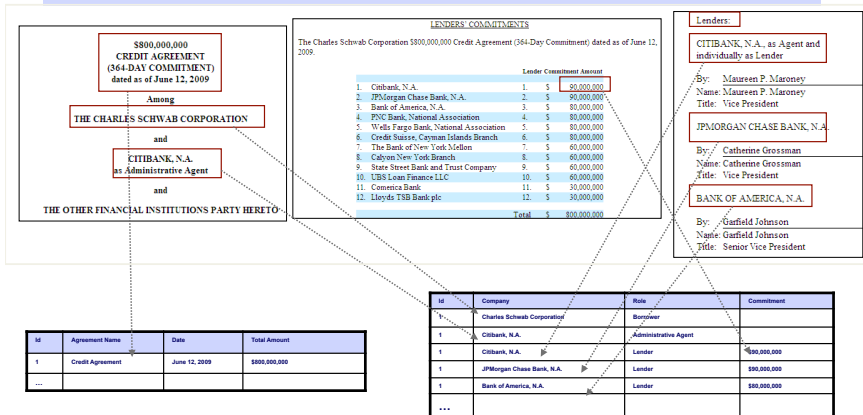 $800,000,000
CREDIT AGREEMENT
(364-DAY COMMITMENT)
dated as of June 12, 2009
Among
THE CHARLES SCHWAB CORPORATION
and
CITIBANK, N.A.
as Administrative Agent
and
THE OTHER FINANCIAL INSTITUTIONS PARTY HERETO
LENDERS' COMMITMENTS
The Charles Schwab Corporation $800,000,000 Credit Agreement (364-Day Commitment) dated as of June 12,
2009.
Lender Commitment Amount
1. Citibank, N.A. 1. $ 90,000,000
2. JPMorgan Chase Bank, N.A. 2. $ 90,000,000
3. Bank of America, N.A. 3. $ 80,000,000
4. PNC Bank, National Association 4. $ 80,000,000
5. Wells Fargo Bank, National Association 5. $ 80,000,000
6. Credit Suisse, Cayman Islands Branch 6. $ 80,000,000
7. The Bank of New York Mellon 7. $ 60,000,000
8. Calyon New York Branch 8. $ 60,000,000
9. State Street Bank and Trust Company 9. $ 60,000,000
10. UBS Loan Finance LLC 10. $ 60,000,000
11. Comerica Bank 11. $ 30,000,000
12. Lloyds TSB Bank plc 12. $ 30,000,000
Total $ 800,000,000
Lenders:
CITIBANK, N.A., as Agent and
individually as Lender
By: Maureen P. Maroney
Name: Maureen P. Maroney
Title: Vice President
JPMORGAN CHASE BANK, N.A.
By: Catherine Grossman
Name: Catherine Grossman
Title: Vice President
BANK OF AMERICA, N.A.
By: Garfield Johnson
Name: Garfield Johnson
Title: Senior Vice President
Id Agreement Name Date Total Amount
1 Credit Agreement June 12, 2009 $800,000,000
...
Id Company Role Commitment
1 Charles Schwab Corporation Borrower
1 Citibank, N.A. Administrative Agent
1 Citibank, N.A. Lender $90,000,000
1 JPMorgan Chase Bank, N.A. Lender $90,000,000
1 Bank of America, N.A. Lender $80,000,000
...